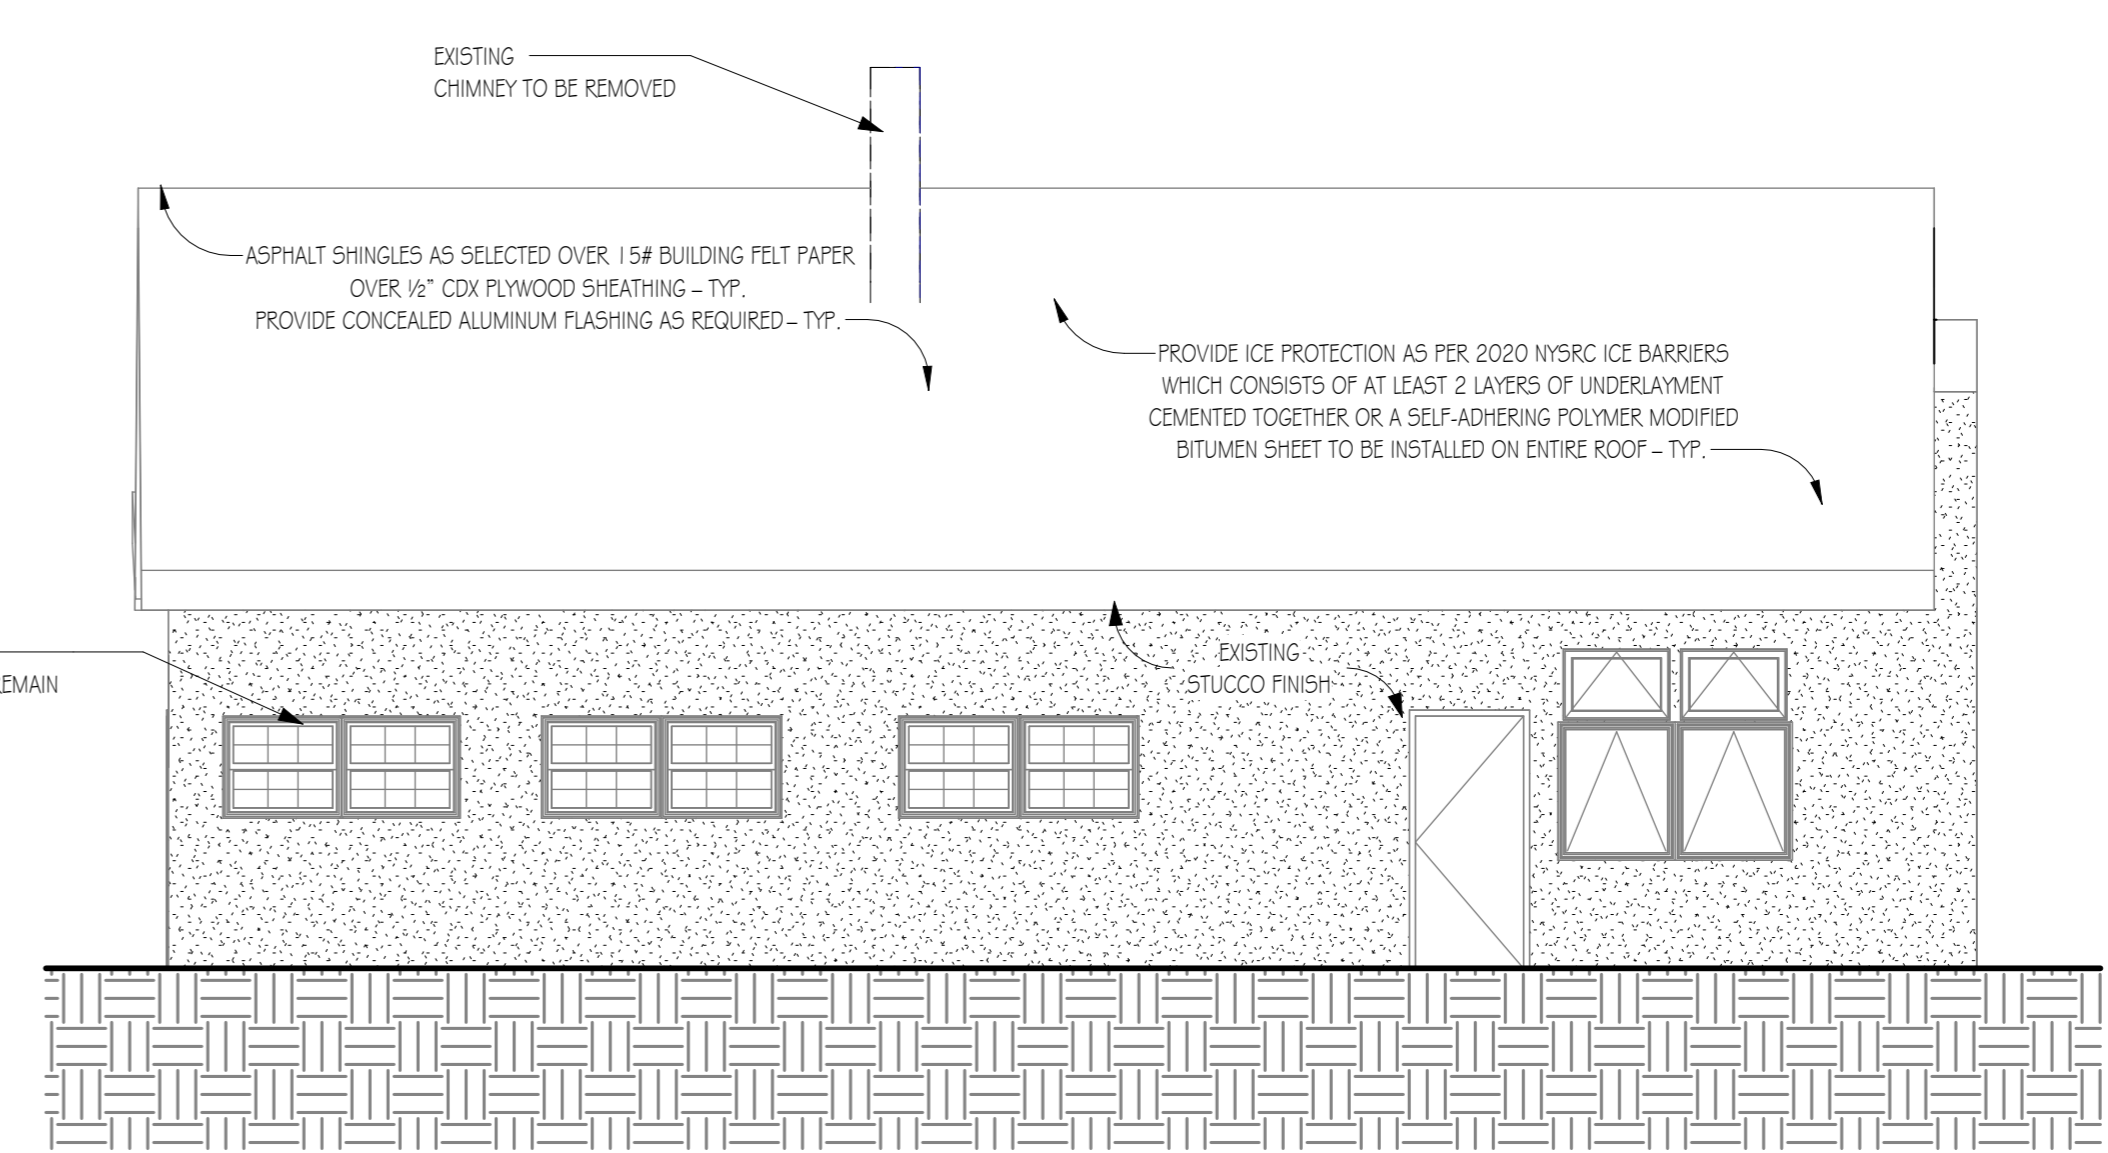 EXISTING
CHIMNEY TO BE REMOVED
ASPHALT SHINGLES AS SELECTED OVER 15# BUILDING FELT PAPER
OVER ½" CDX PLYWOOD SHEATHING – TYP.
PROVIDE CONCEALED ALUMINUM FLASHING AS REQUIRED – TYP.
PROVIDE ICE PROTECTION AS PER 2020 NYSRC ICE BARRIERS
WHICH CONSISTS OF AT LEAST 2 LAYERS OF UNDERLAYMENT
CEMENTED TOGETHER OR A SELF-ADHERING POLYMER MODIFIED
BITUMEN SHEET TO BE INSTALLED ON ENTIRE ROOF – TYP.
EXISTING
STUCCO FINISH